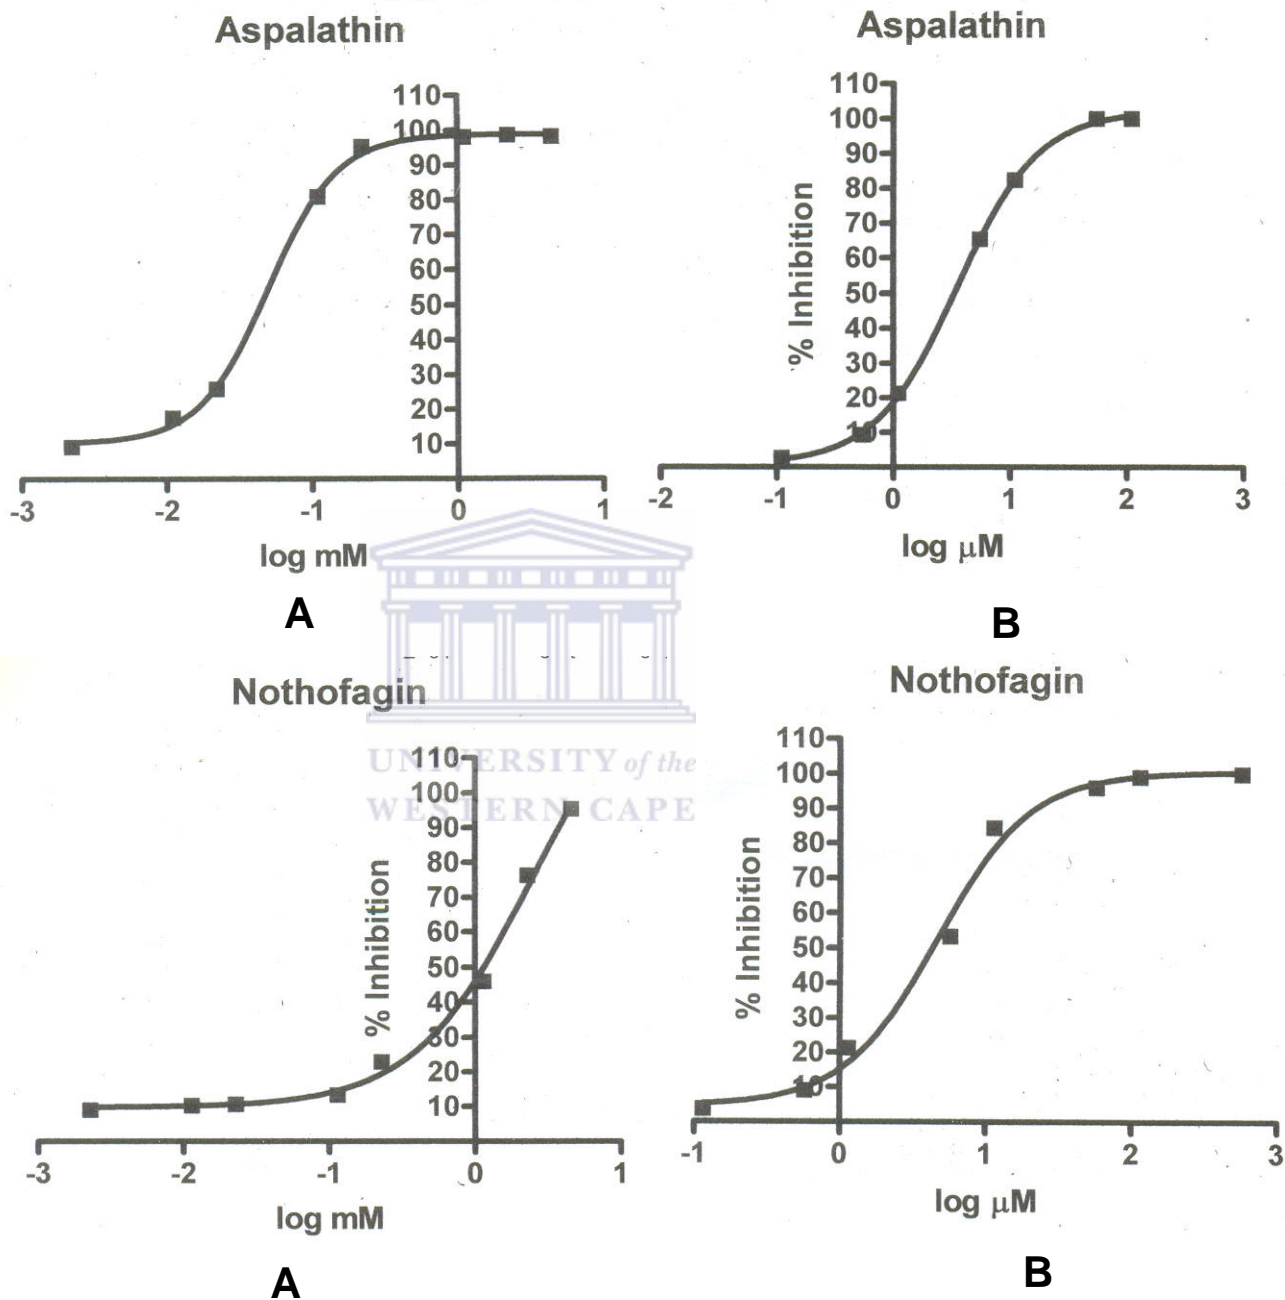 Aspalathin
110
100
90
80
70
60
50
40
30
20
10
-3 -2 -1 0 1
log mM
A
Aspalathin
% Inhibition
110
100
90
80
70
60
50
40
30
20
10
-2 -1 0 1 2 3
log μM
B
Nothofagin
% Inhibition
110
100
90
80
70
60
50
40
30
20
10
-3 -2 -1 0 1
log mM
A
Nothofagin
% Inhibition
110
100
90
80
70
60
50
40
30
20
10
-1 0 1 2 3
log μM
B
UNIVERSITY of the
WESTERN CAPE